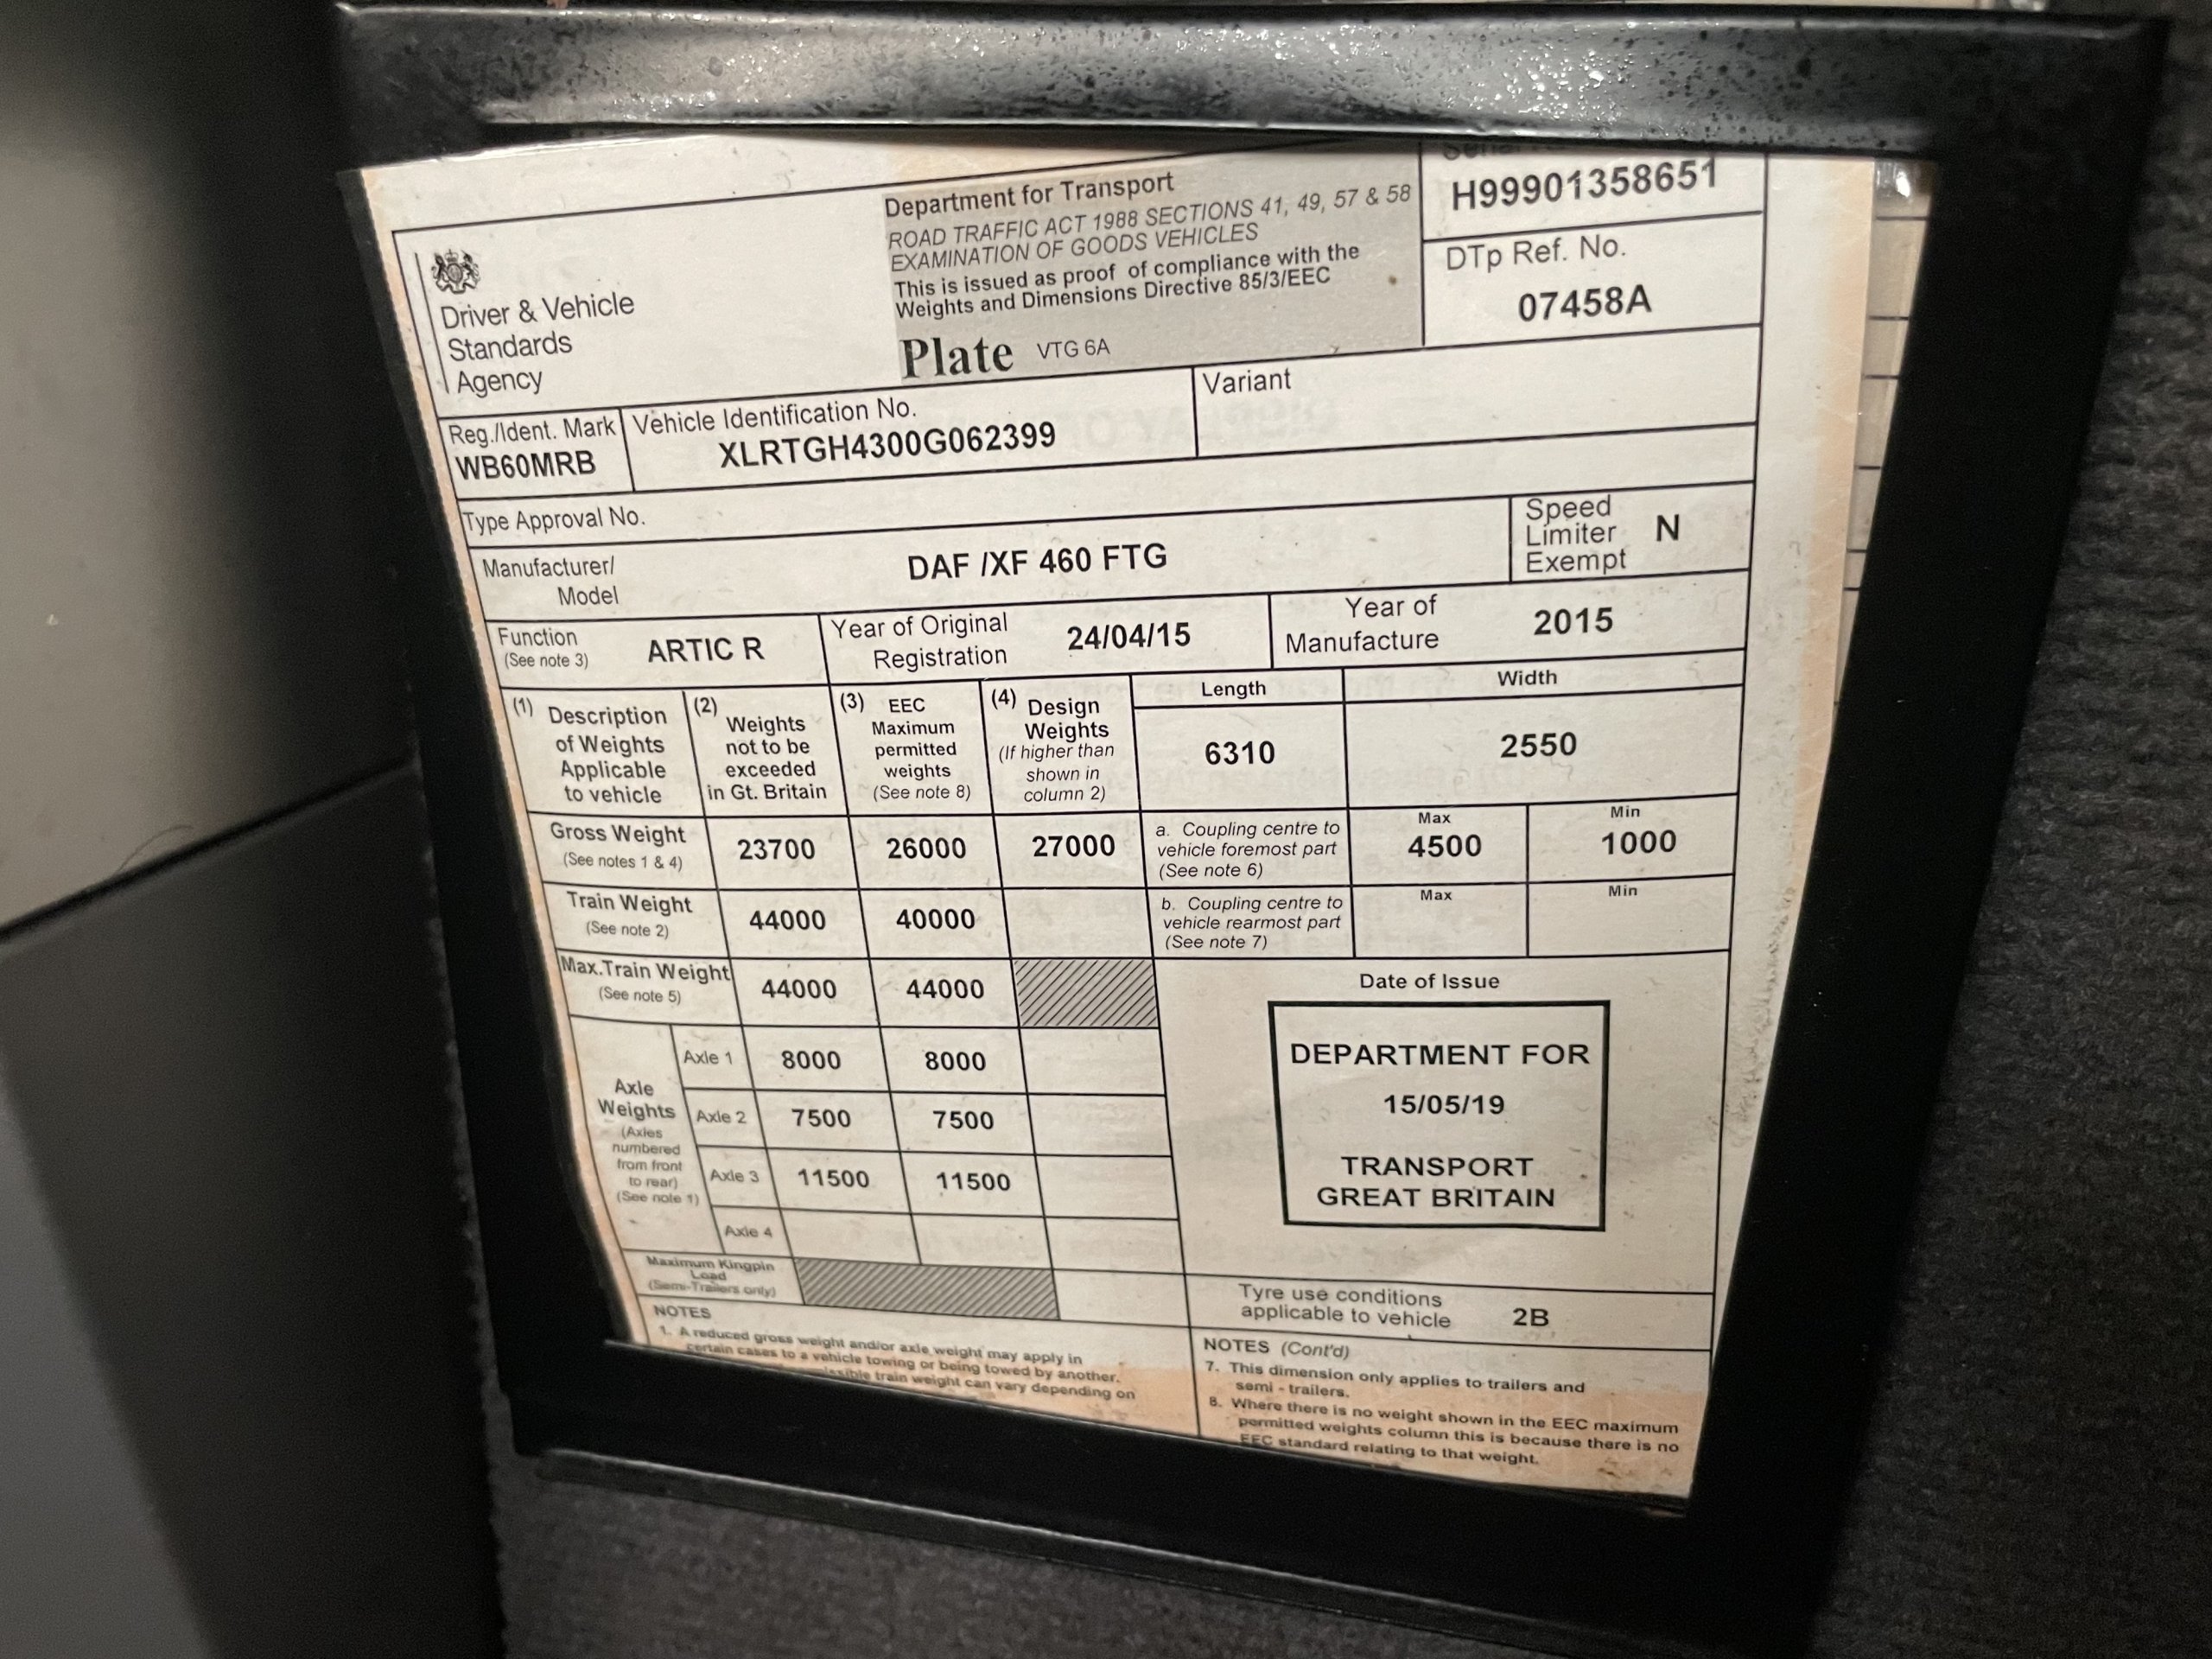 Department for Transport
ROAD TRAFFIC ACT 1988 SECTIONS 41, 49, 57 & 58
EXAMINATION OF GOODS VEHICLES
This is issued as proof of compliance with the
Weights and Dimensions Directive 85/3/EEC
Plate VTG 6A
H99901358651
DTp Ref. No.
07458A
Driver & Vehicle
Standards
Agency
Reg./Ident. Mark
WB60MRB
Vehicle Identification No.
XLRTGH4300G062399
Variant
Type Approval No.
Manufacturer/
Model
DAF /XF 460 FTG
Speed
Limiter
Exempt
N
Function
(See note 3)
ARTIC R
Year of Original
Registration
24/04/15
Year of
Manufacture
2015
(1) Description
of Weights
Applicable
to vehicle
(2) Weights
not to be
exceeded
in Gt. Britain
(3) EEC
Maximum
permitted
weights
(See note 8)
(4) Design
Weights
(If higher than
shown in
column 2)
Length
6310
Width
2550
Gross Weight
(See notes 1 & 4)
23700
26000
27000
a. Coupling centre to
vehicle foremost part
(See note 6)
Max
4500
Min
1000
Train Weight
(See note 2)
44000
40000
b. Coupling centre to
vehicle rearmost part
(See note 7)
Max
Min
Max.Train Weight
(See note 5)
44000
44000
Date of Issue
DEPARTMENT FOR
15/05/19
TRANSPORT
GREAT BRITAIN
Axle
Weights
(Axles
numbered
from front
to rear)
(See note 1)
Axle 1
8000
8000
Axle 2
7500
7500
Axle 3
11500
11500
Axle 4
Maximum Kingpin
Load
(Semi-Trailers only)
Tyre use conditions
applicable to vehicle
2B
NOTES
1. A reduced gross weight and/or axle weight may apply in
certain cases to a vehicle towing or being towed by another.
train weight can vary depending on
NOTES (Cont'd)
7. This dimension only applies to trailers and
semi - trailers.
8. Where there is no weight shown in the EEC maximum
permitted weights column this is because there is no
EEC standard relating to that weight.